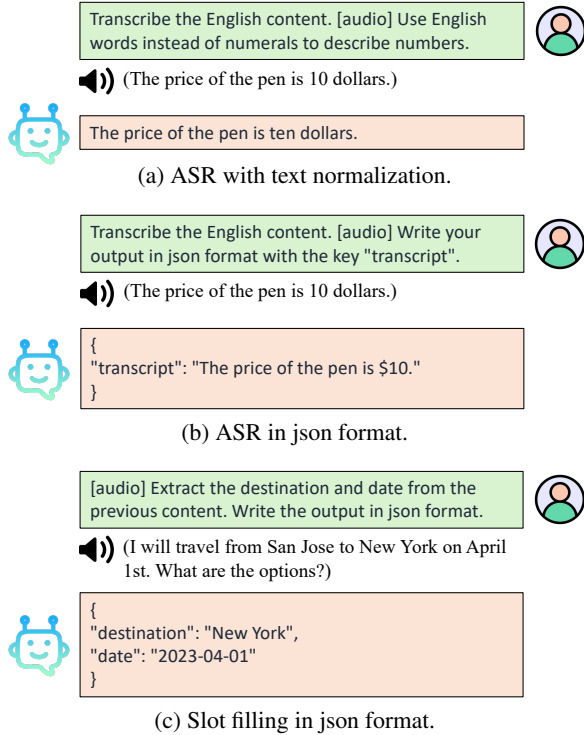 Transcribe the English content. [audio] Use English
words instead of numerals to describe numbers.
(The price of the pen is 10 dollars.)
The price of the pen is ten dollars.
(a) ASR with text normalization.
Transcribe the English content. [audio] Write your
output in json format with the key "transcript".
(The price of the pen is 10 dollars.)
{
"transcript": "The price of the pen is $10."
}
(b) ASR in json format.
[audio] Extract the destination and date from the
previous content. Write the output in json format.
(I will travel from San Jose to New York on April
1st. What are the options?)
{
"destination": "New York",
"date": "2023-04-01"
}
(c) Slot filling in json format.